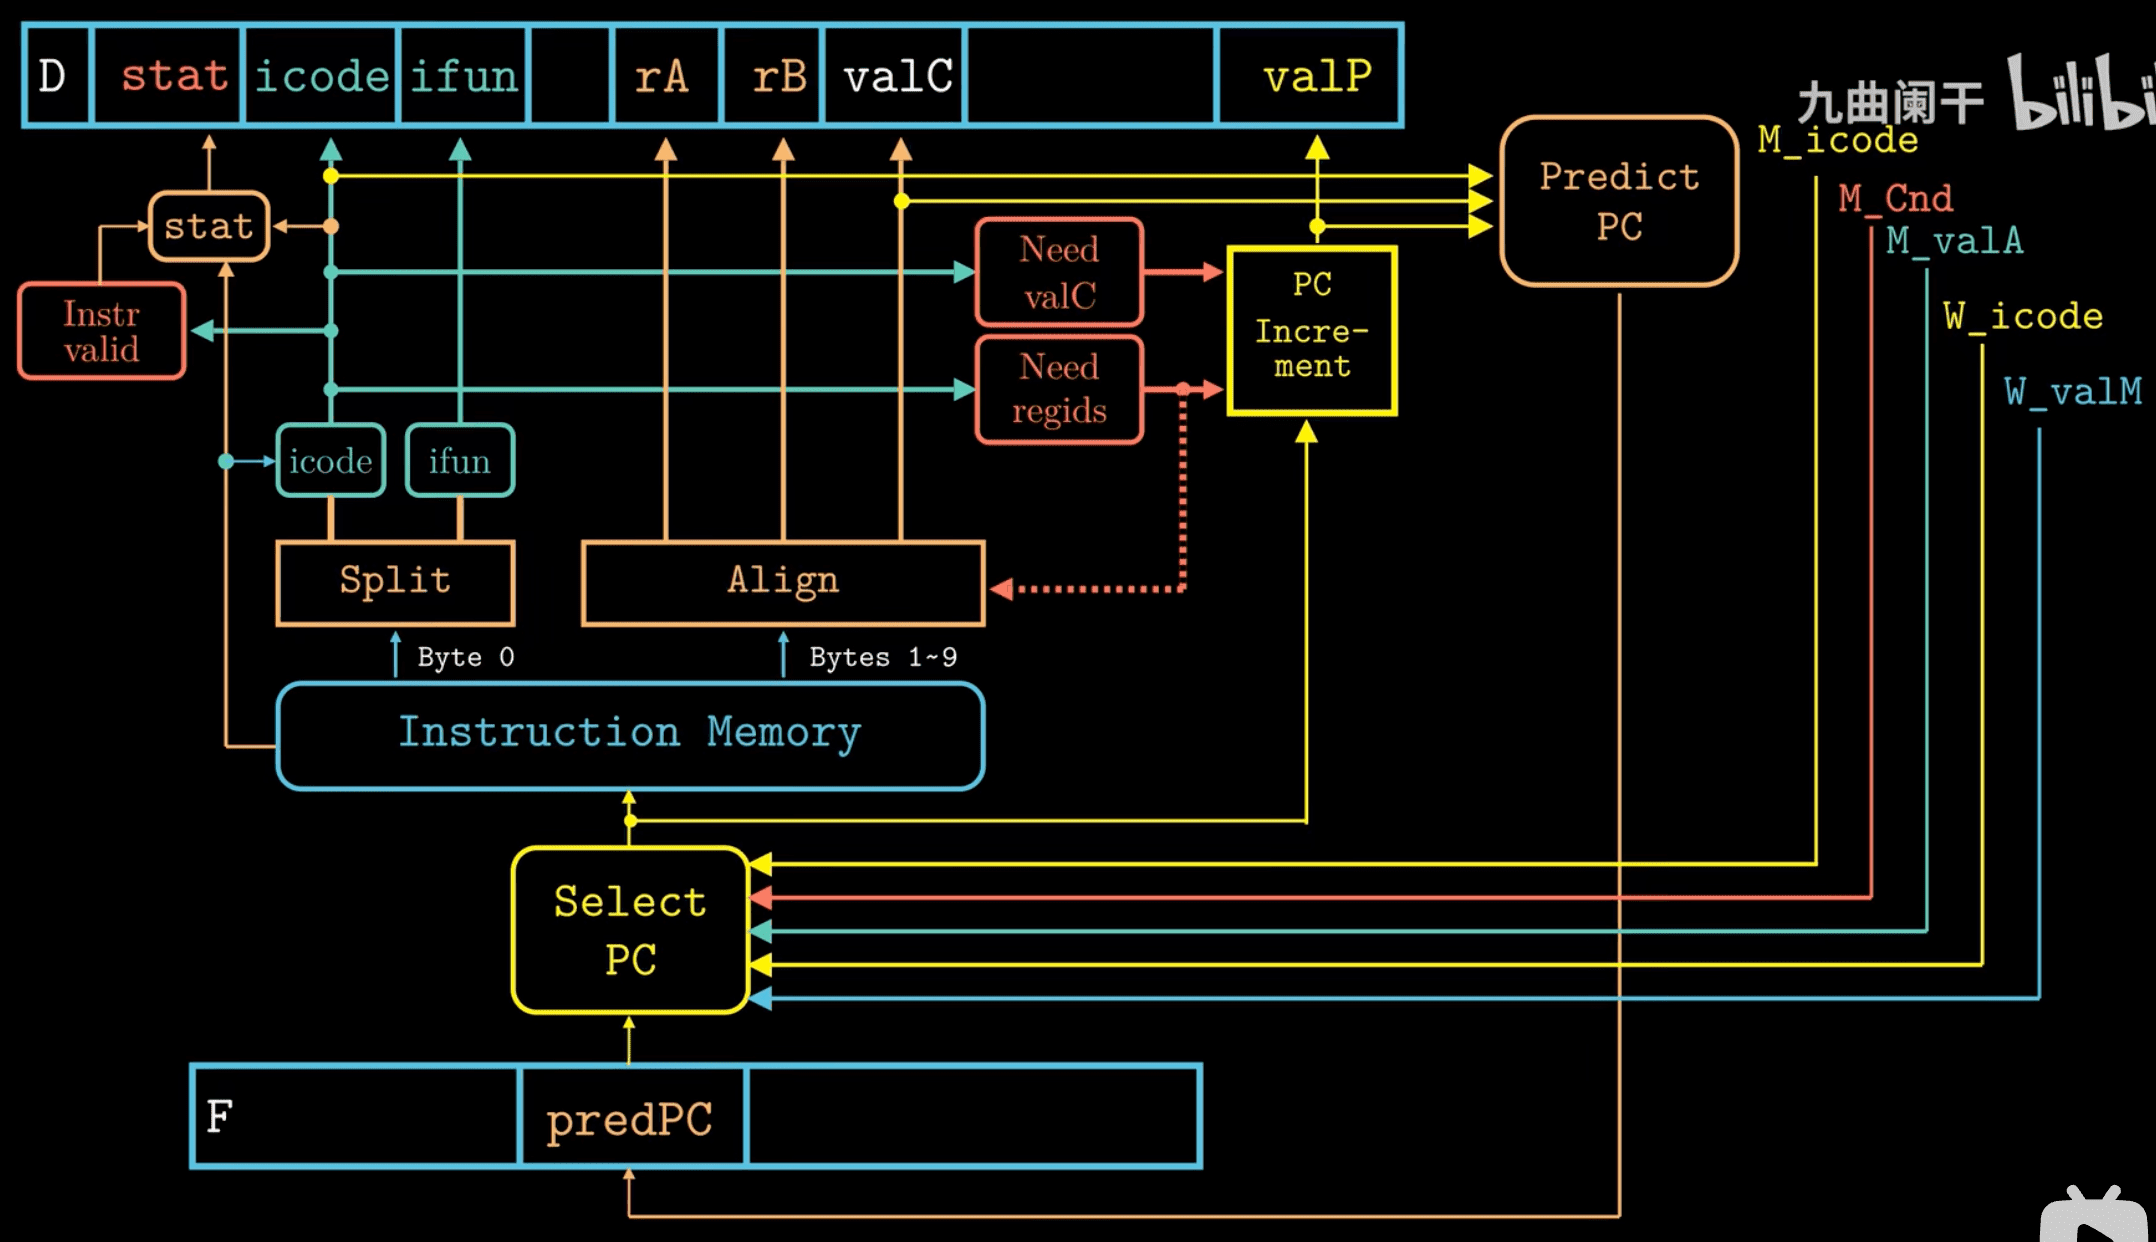 D stat icode ifun rA rB valC valP
九曲阑干
M_icode
Predict
PC
M_Cnd
stat
M_valA
Need
valC
PC
Incre-
ment
Instr
valid
W_icode
Need
regids
W_valM
icode ifun
Split Align
Byte 0 Bytes 1~9
Instruction Memory
Select
PC
F predPC